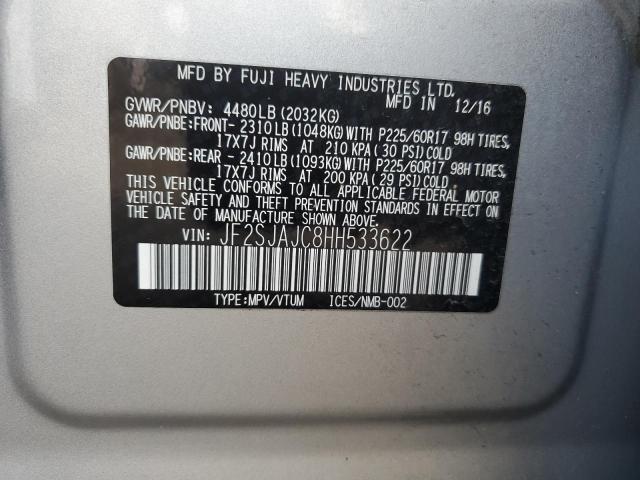 MFD BY FUJI HEAVY INDUSTRIES LTD.
MFD IN 12/16
GVWR/PNBV: 4480LB (2032KG)
GAWR/PNBE:FRONT- 2310LB (1048KG)WITH P225/60R17 98H TIRES,
17X7J RIMS AT 210 KPA (30 PSI)COLD
GAWR/PNBE:REAR - 2410LB (1093KG)WITH P225/60R17 98H TIRES,
17X7J RIMS AT 200 KPA (29 PSI)COLD
THIS VEHICLE CONFORMS TO ALL APPLICABLE FEDERAL MOTOR
VEHICLE SAFETY AND THEFT PREVENTION STANDARDS IN EFFECT ON
THE DATE OF MANUFACTURE SHOWN ABOVE.
VIN: JF2SJAJC8HH533622
TYPE:MPV/VTUM ICES/NMB-002